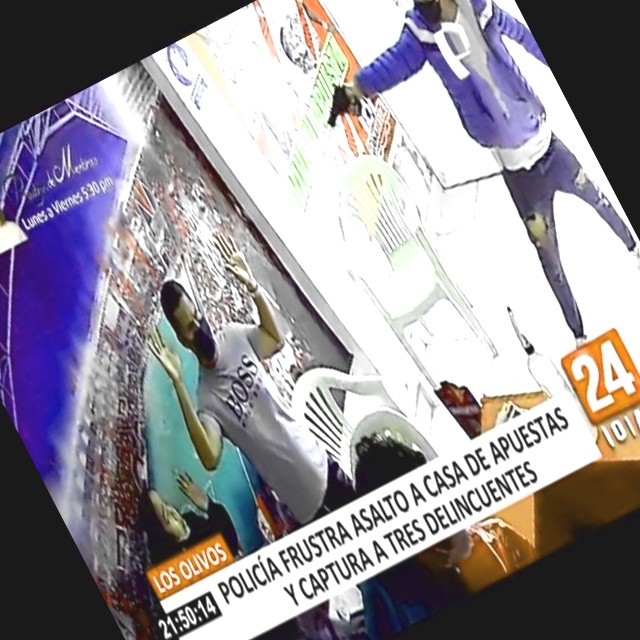 Lunes a Viernes 5:30 pm
BOSS
24
LOS OLIVOS
POLICÍA FRUSTRA ASALTO A CASA DE APUESTAS
Y CAPTURA A TRES DELINCUENTES
21:50:14